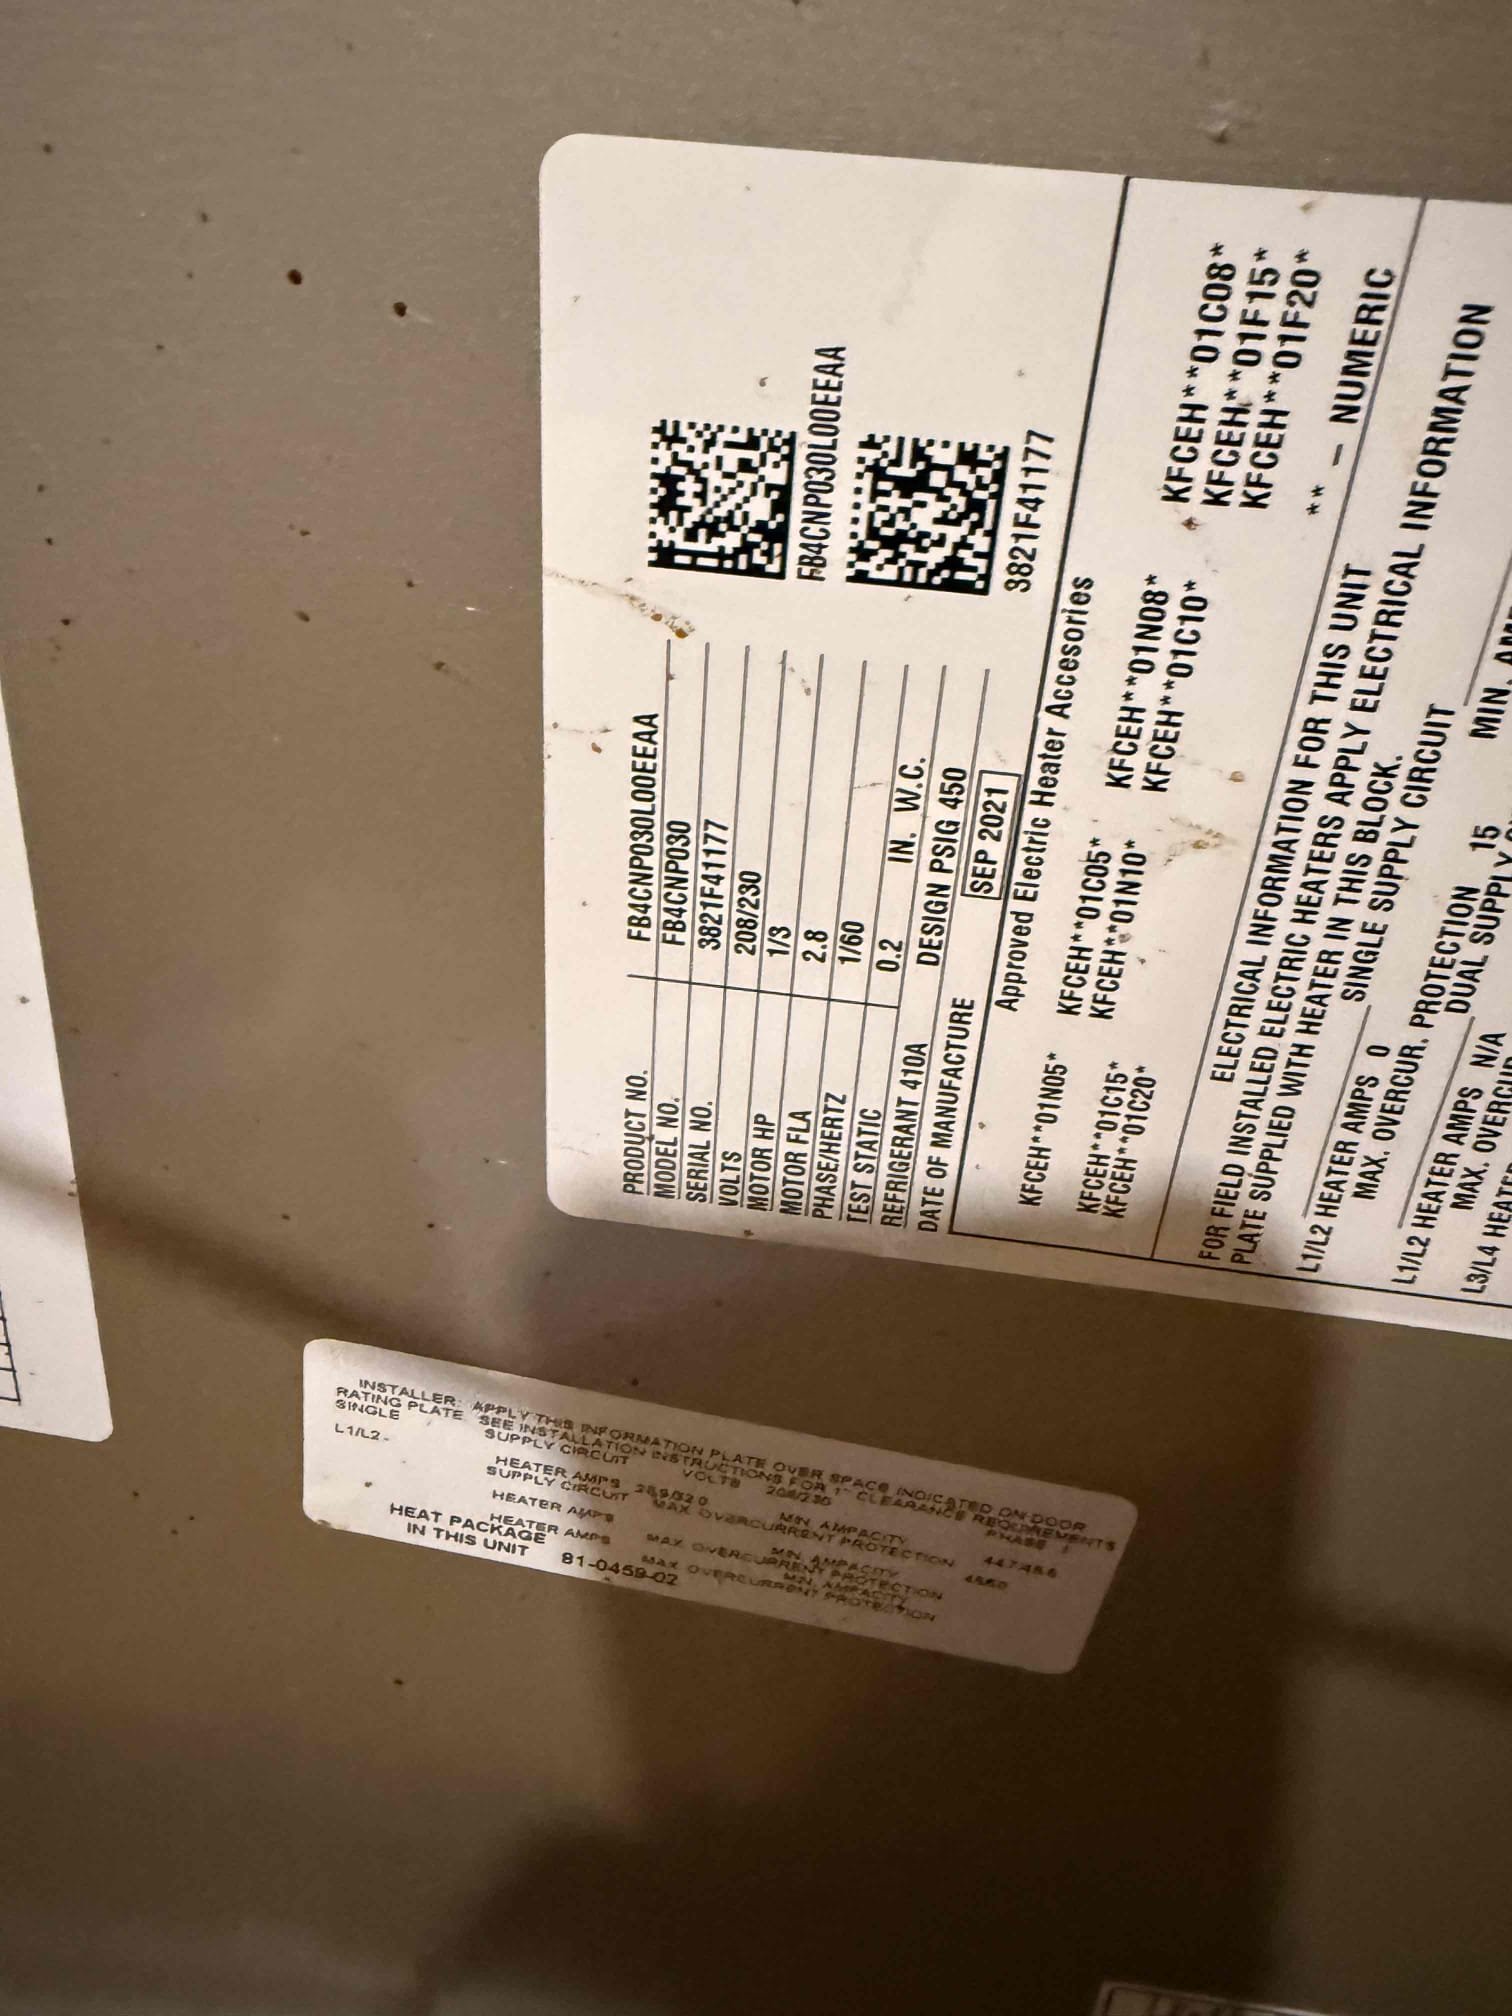 PRODUCT NO. FB4CNP030L00EEAA
MODEL NO. FB4CNP030
SERIAL NO. 3821F41177
VOLTS 208/230
MOTOR HP 1/3
MOTOR FLA 2.8
PHASE/HERTZ 1/60
TEST STATIC 0.2 IN. W.C.
REFRIGERANT 410A DESIGN PSIG 450
DATE OF MANUFACTURE SEP 2021
FB4CNP030L00EEAA
3821F41177
Approved Electric Heater Accesories
KFCEH**01N05* KFCEH**01C05* KFCEH**01N08* KFCEH**01C08*
KFCEH**01N10* KFCEH**01C10* KFCEH**01F15*
KFCEH**01C15* KFCEH**01F20*
KFCEH**01C20*
** - NUMERIC
ELECTRICAL INFORMATION FOR THIS UNIT
FOR FIELD INSTALLED ELECTRIC HEATERS APPLY ELECTRICAL INFORMATION
PLATE SUPPLIED WITH HEATER IN THIS BLOCK.
SINGLE SUPPLY CIRCUIT
L1/L2 HEATER AMPS 0 MIN.
MAX. OVERCUR. PROTECTION 15
DUAL SUPPLY
L1/L2 HEATER AMPS N/A
MAX. OVERCUR
L3/L4
INSTALLER: APPLY THIS INFORMATION PLATE OVER SPACE INDICATED ON DOOR
RATING PLATE SEE INSTALLATION INSTRUCTIONS FOR 1" CLEARANCE REQUIREMENTS
SINGLE SUPPLY CIRCUIT VOLTS 208/230 PHASE 1
L1/L2- HEATER AMPS MIN. AMPACITY
SUPPLY CIRCUIT MAX OVERCURRENT PROTECTION
HEATER AMPS MIN. AMPACITY
MAX OVERCURRENT PROTECTION
HEATER AMPS MIN. AMPACITY
MAX OVERCURRENT PROTECTION
HEAT PACKAGE
IN THIS UNIT 81-0459-02